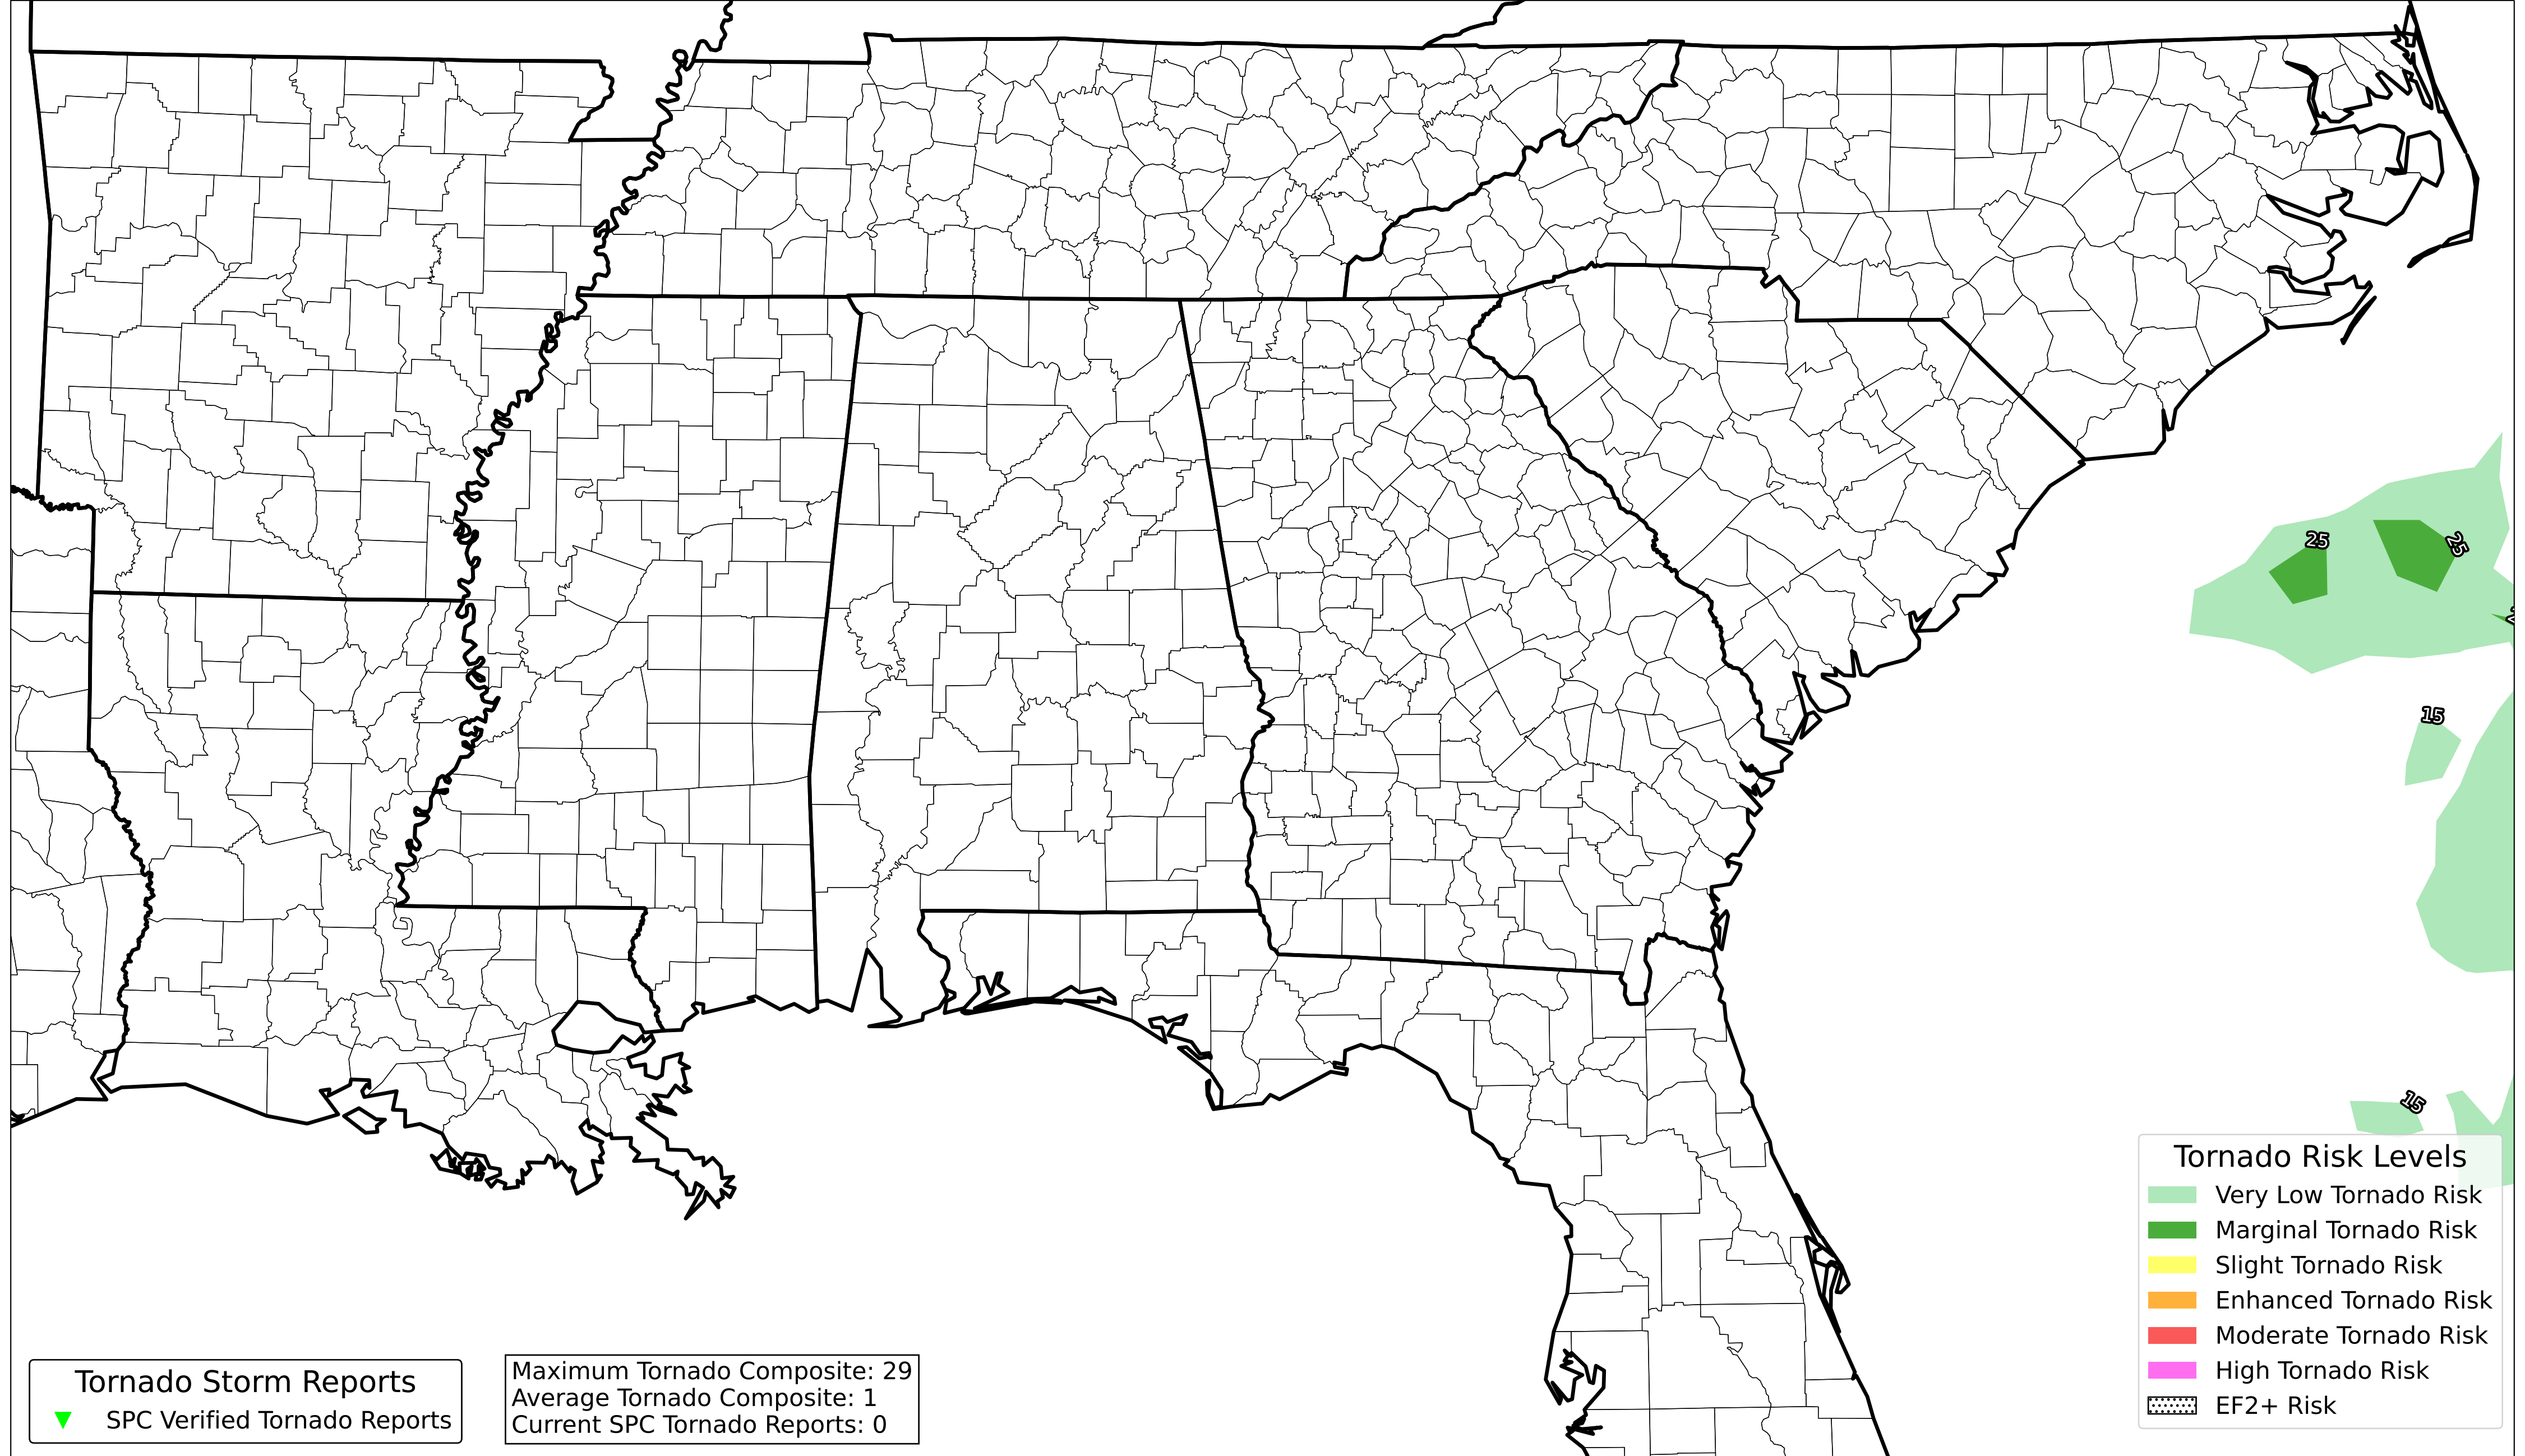 25
25
15
15
Tornado Risk Levels
Very Low Tornado Risk
Marginal Tornado Risk
Slight Tornado Risk
Enhanced Tornado Risk
Moderate Tornado Risk
High Tornado Risk
EF2+ Risk
Tornado Storm Reports
SPC Verified Tornado Reports
Maximum Tornado Composite: 29
Average Tornado Composite: 1
Current SPC Tornado Reports: 0